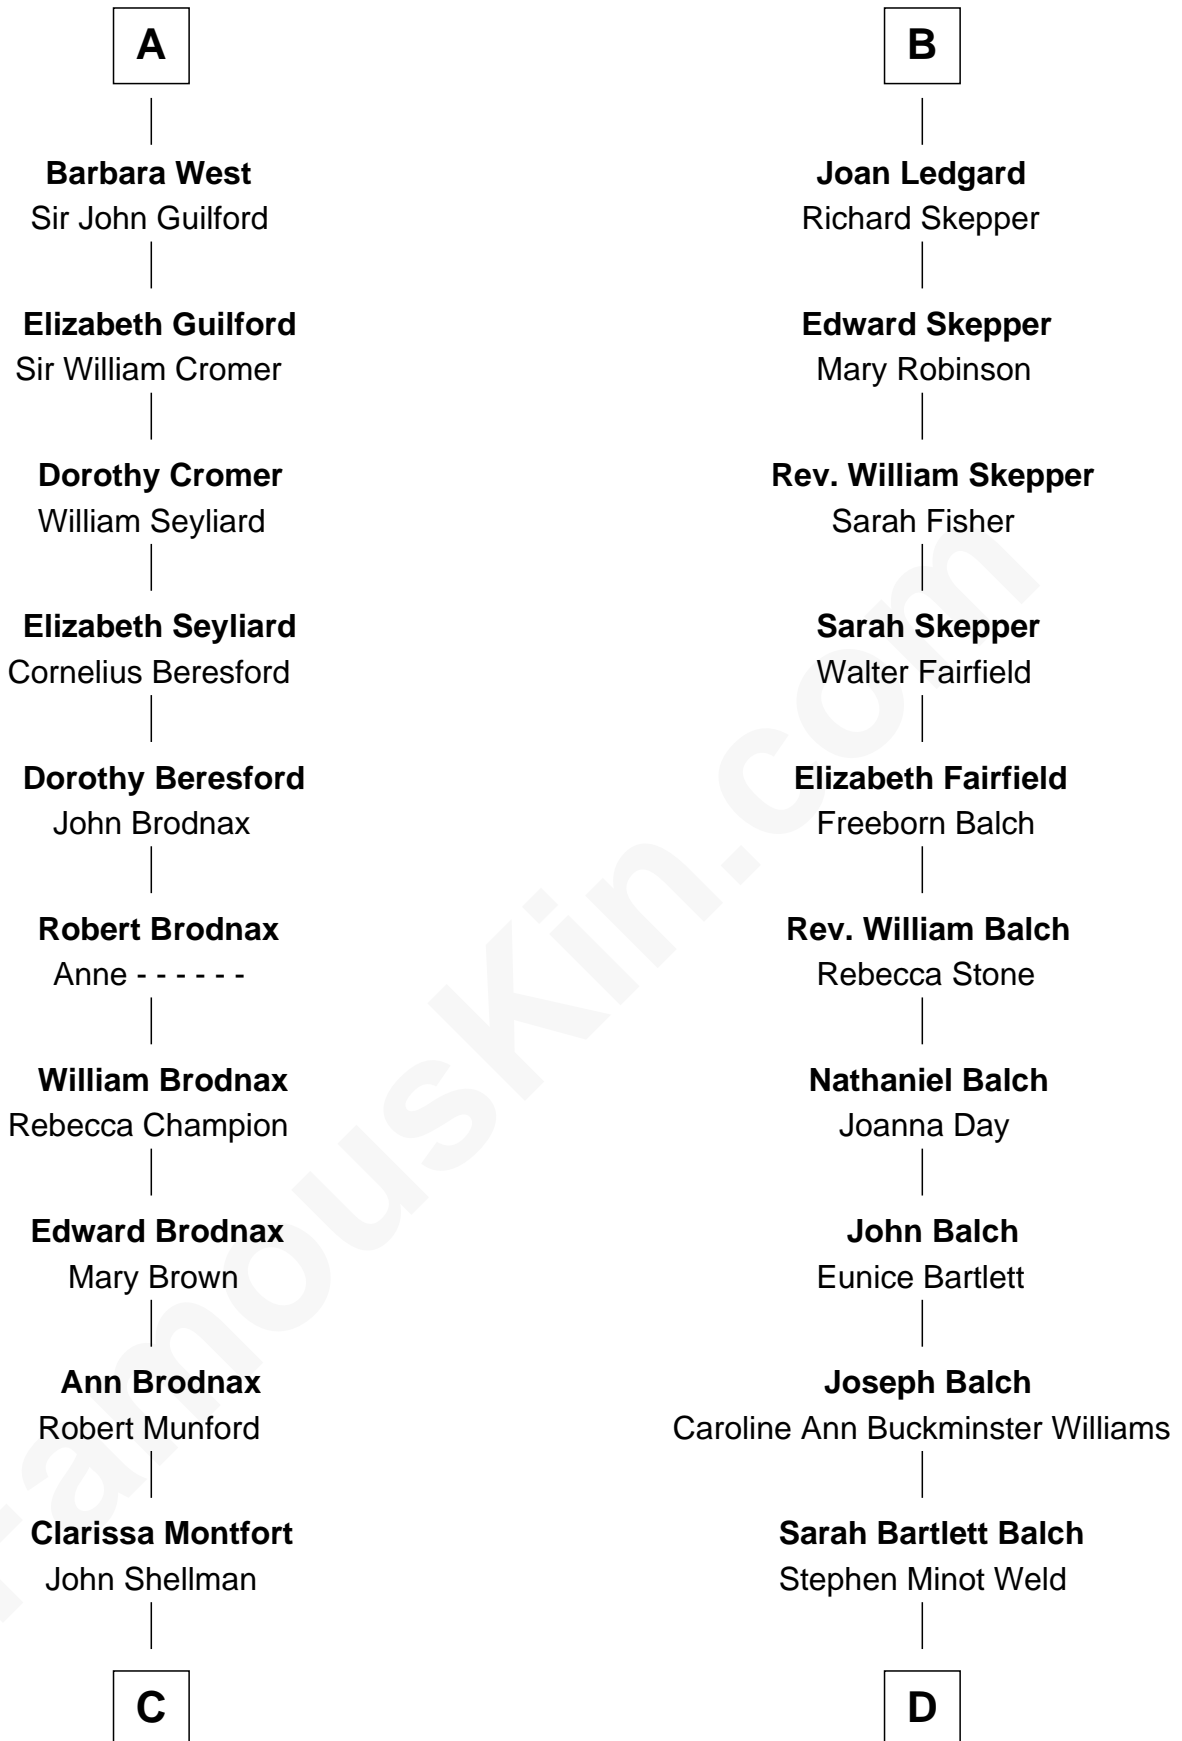 A
Barbara West
Sir John Guilford
Elizabeth Guilford
Sir William Cromer
Dorothy Cromer
William Seyliard
Elizabeth Seyliard
Cornelius Beresford
Dorothy Beresford
John Brodnax
Robert Brodnax
Anne - - - - - -
William Brodnax
Rebecca Champion
Edward Brodnax
Mary Brown
Ann Brodnax
Robert Munford
Clarissa Montfort
John Shellman
C
B
Joan Ledgard
Richard Skepper
Edward Skepper
Mary Robinson
Rev. William Skepper
Sarah Fisher
Sarah Skepper
Walter Fairfield
Elizabeth Fairfield
Freeborn Balch
Rev. William Balch
Rebecca Stone
Nathaniel Balch
Joanna Day
John Balch
Eunice Bartlett
Joseph Balch
Caroline Ann Buckminster Williams
Sarah Bartlett Balch
Stephen Minot Weld
D
FamousKin.com